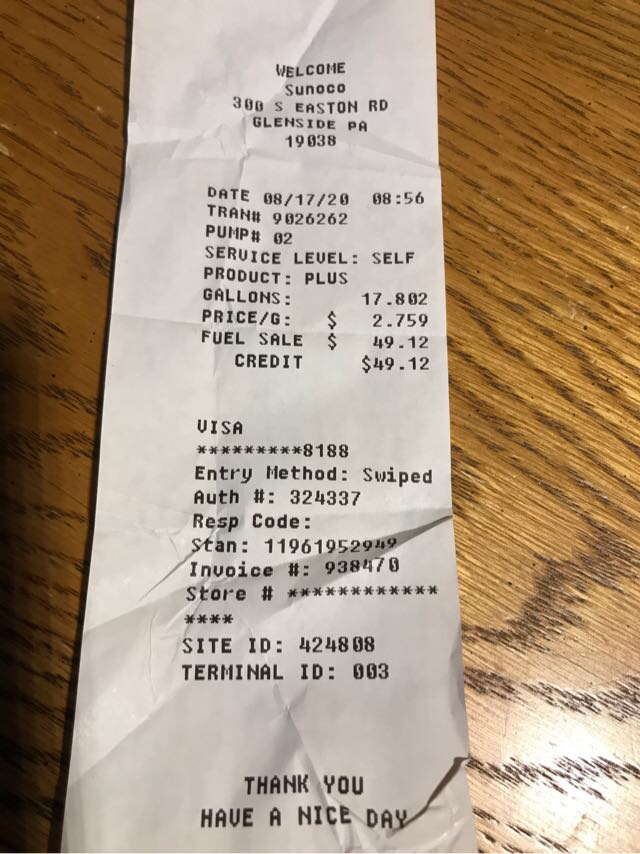 WELCOME
Sunoco
300 S EASTON RD
GLENSIDE PA
19038
DATE 08/17/20 08:56
TRAN# 9026262
PUMP# 02
SERVICE LEVEL: SELF
PRODUCT: PLUS
GALLONS: 17.802
PRICE/G: $ 2.759
FUEL SALE $ 49.12
CREDIT $49.12
VISA
*********8188
Entry Method: Swiped
Auth #: 324337
Resp Code:
Stan: 11961952949
Invoice #: 938470
Store # ************
****
SITE ID: 424808
TERMINAL ID: 003
THANK YOU
HAVE A NICE DAY